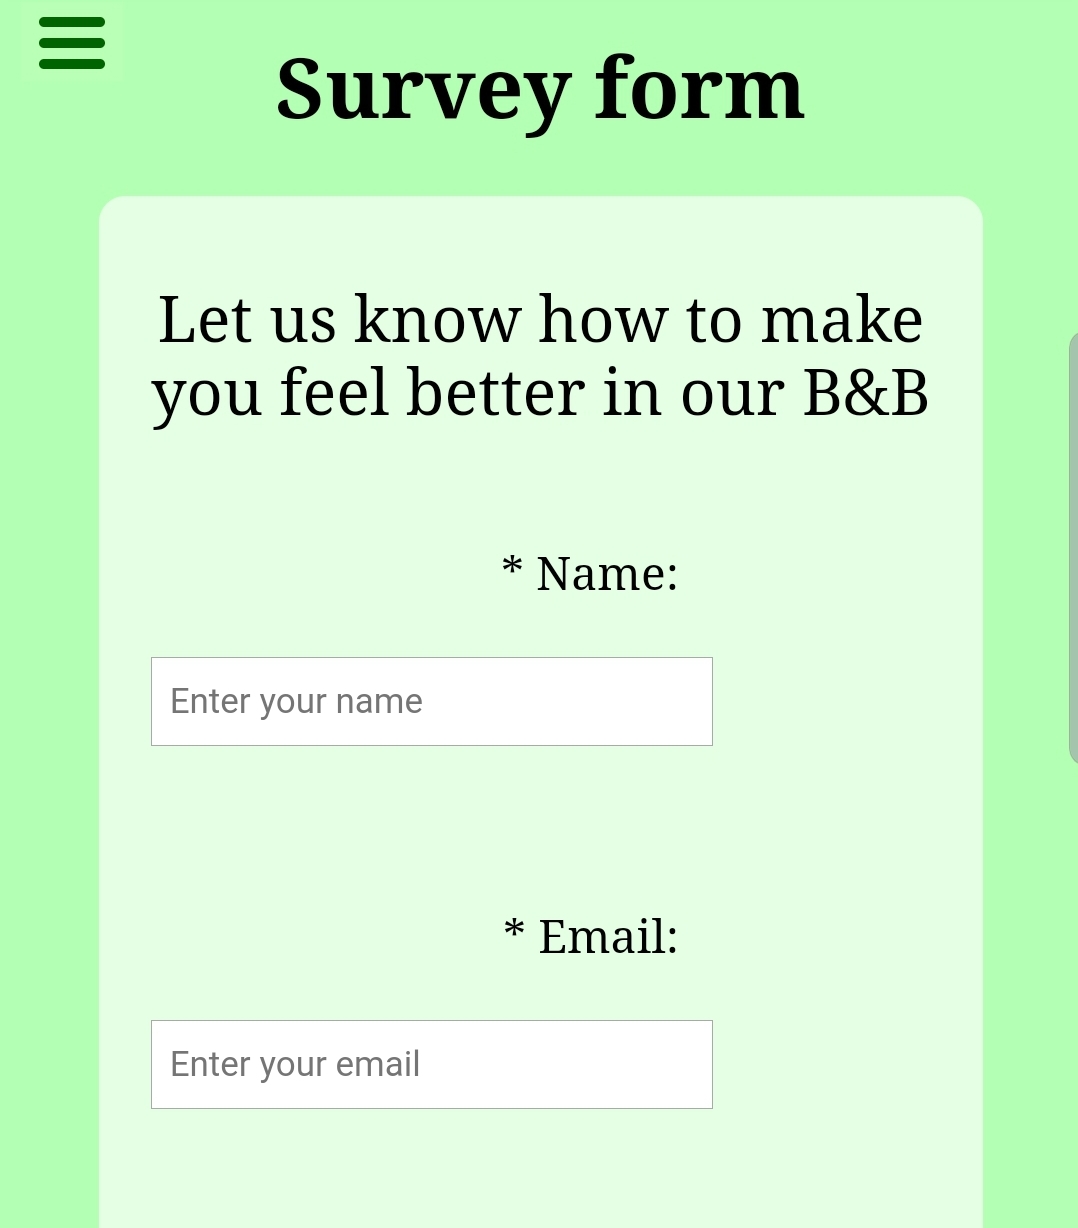 Survey form
Let us know how to make
you feel better in our B&B
* Name:
Enter your name
* Email:
Enter your email